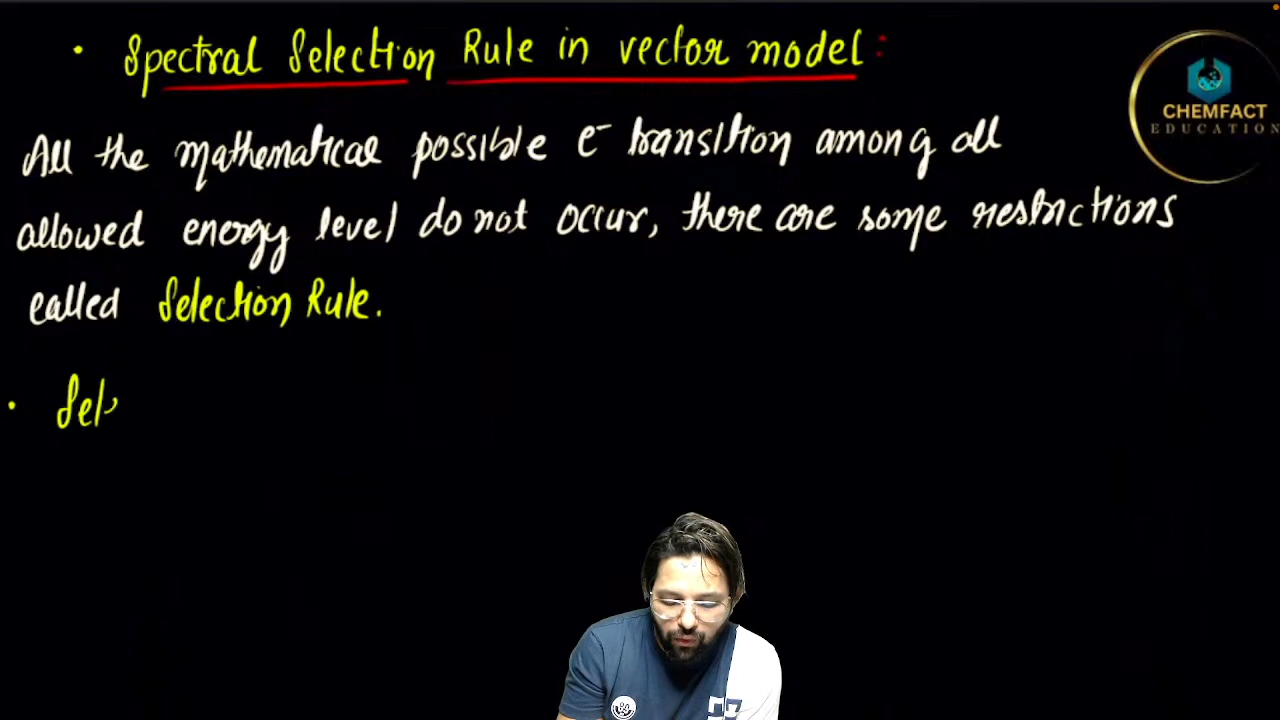 • Spectral Selection Rule in vector model :
CHEMFACT
EDUCATION
All the mathematical possible e⁻ transition among all
allowed energy level do not occur, there are some restrictions
called Selection Rule.
• Sel